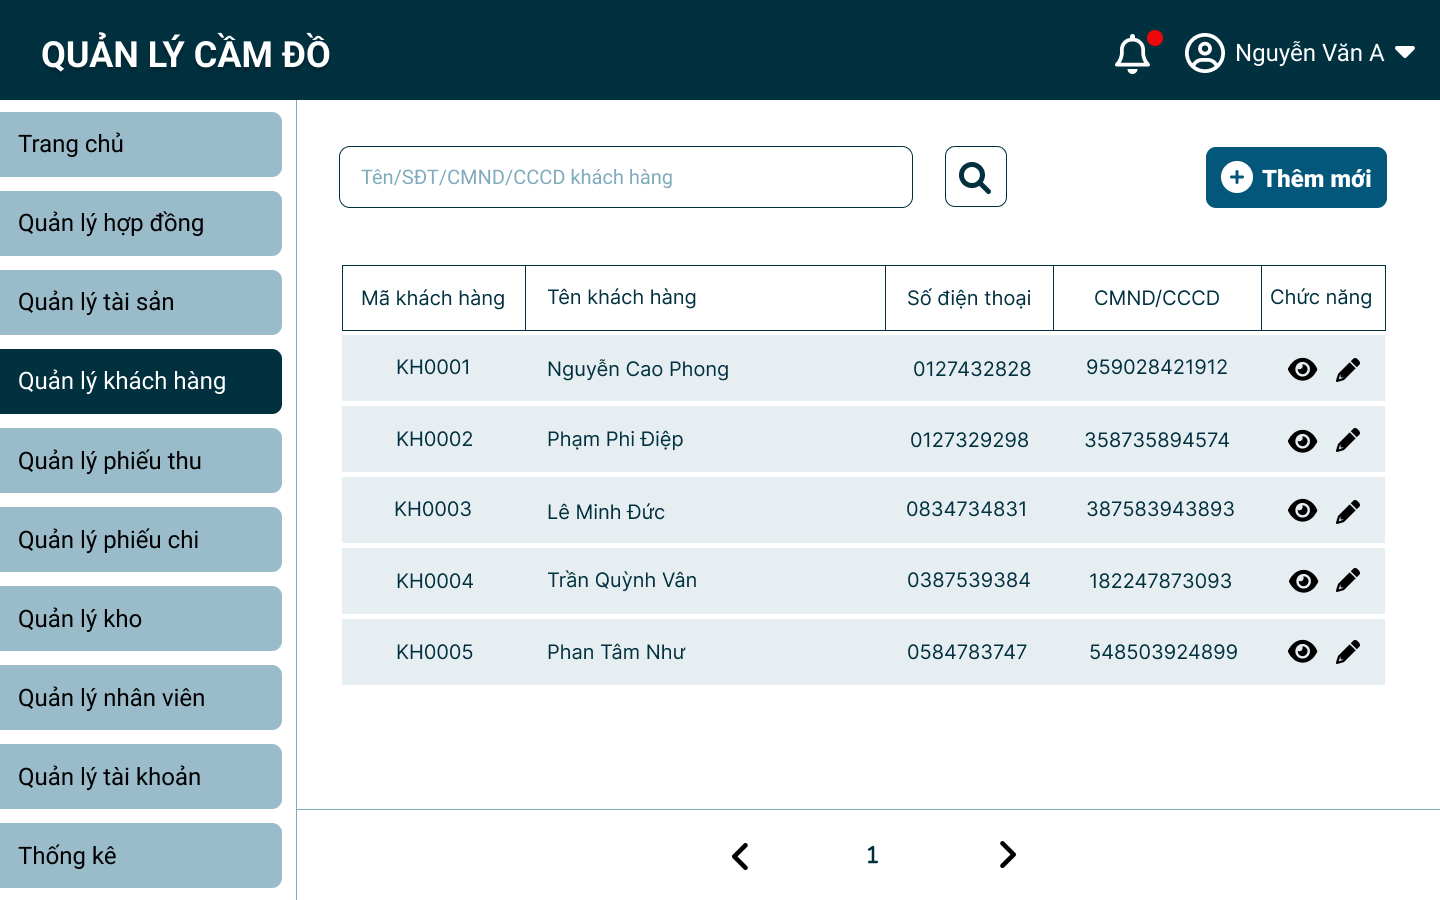 QUẢN LÝ CẦM ĐỒ
Nguyễn Văn A
Trang chủ
Quản lý hợp đồng
Quản lý tài sản
Quản lý khách hàng
Quản lý phiếu thu
Quản lý phiếu chi
Quản lý kho
Quản lý nhân viên
Quản lý tài khoản
Thống kê
Tên/SĐT/CMND/CCCD khách hàng
Thêm mới
Mã khách hàng Tên khách hàng Số điện thoại CMND/CCCD Chức năng
KH0001 Nguyễn Cao Phong 0127432828 959028421912
KH0002 Phạm Phi Điệp 0127329298 358735894574
KH0003 Lê Minh Đức 0834734831 387583943893
KH0004 Trần Quỳnh Vân 0387539384 182247873093
KH0005 Phan Tâm Như 0584783747 548503924899
1